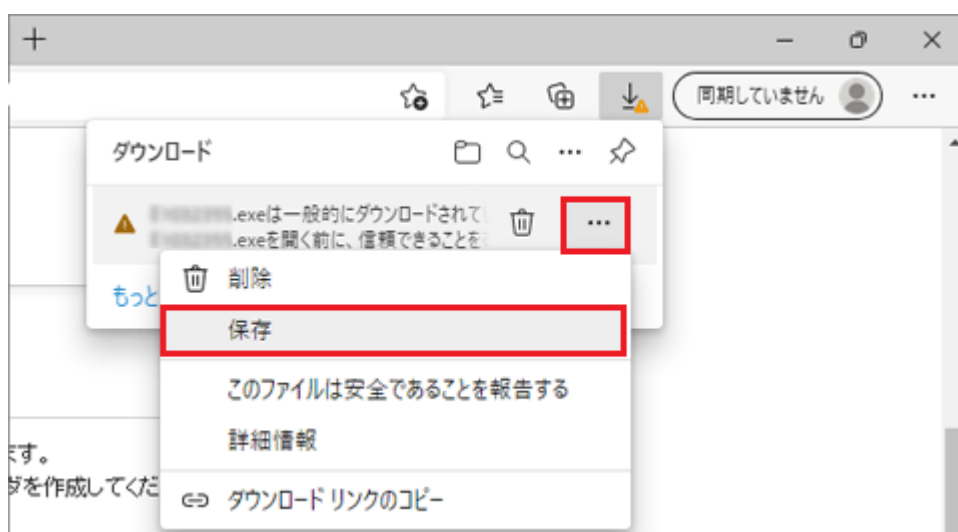 同期していません
ダウンロード
.exeは一般的にダウンロードされて
.exeを開く前に、信頼できることを
もっと
削除
保存
このファイルは安全であることを報告する
詳細情報
ダウンロード リンクのコピー
ます。
ダを作成してくだ